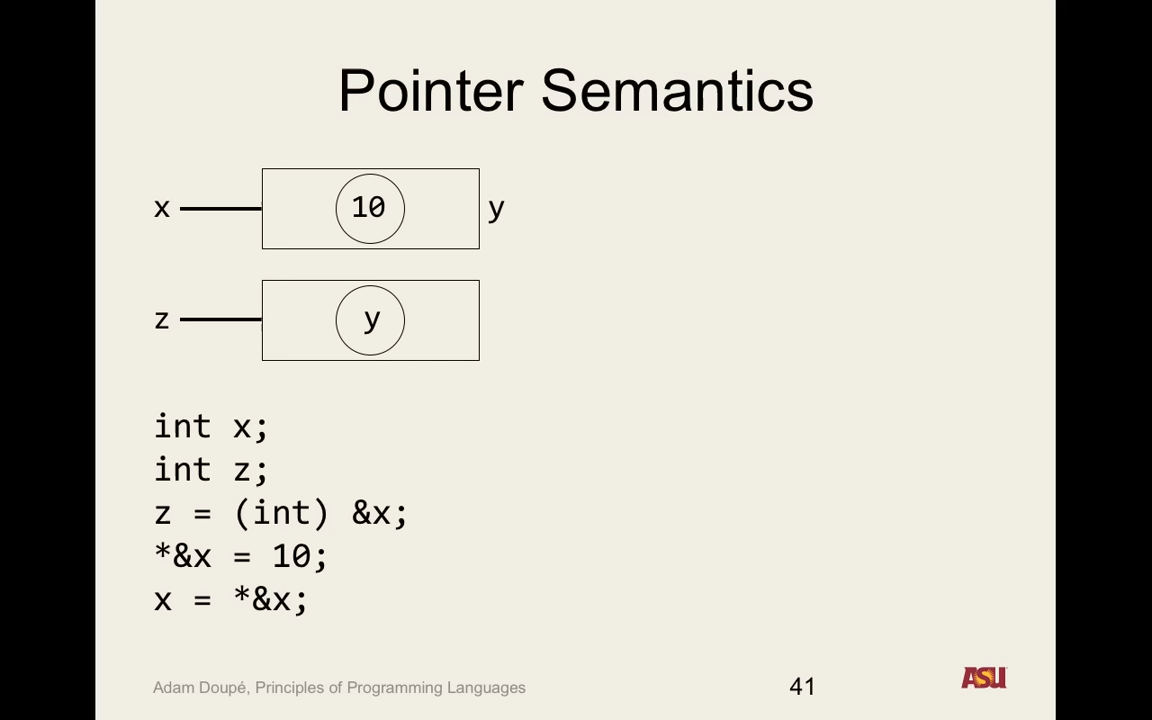 Pointer Semantics
x 10 y
z y
int x;
int z;
z = (int) &x;
*&x = 10;
x = *&x;
Adam Doupé, Principles of Programming Languages 41 ASU